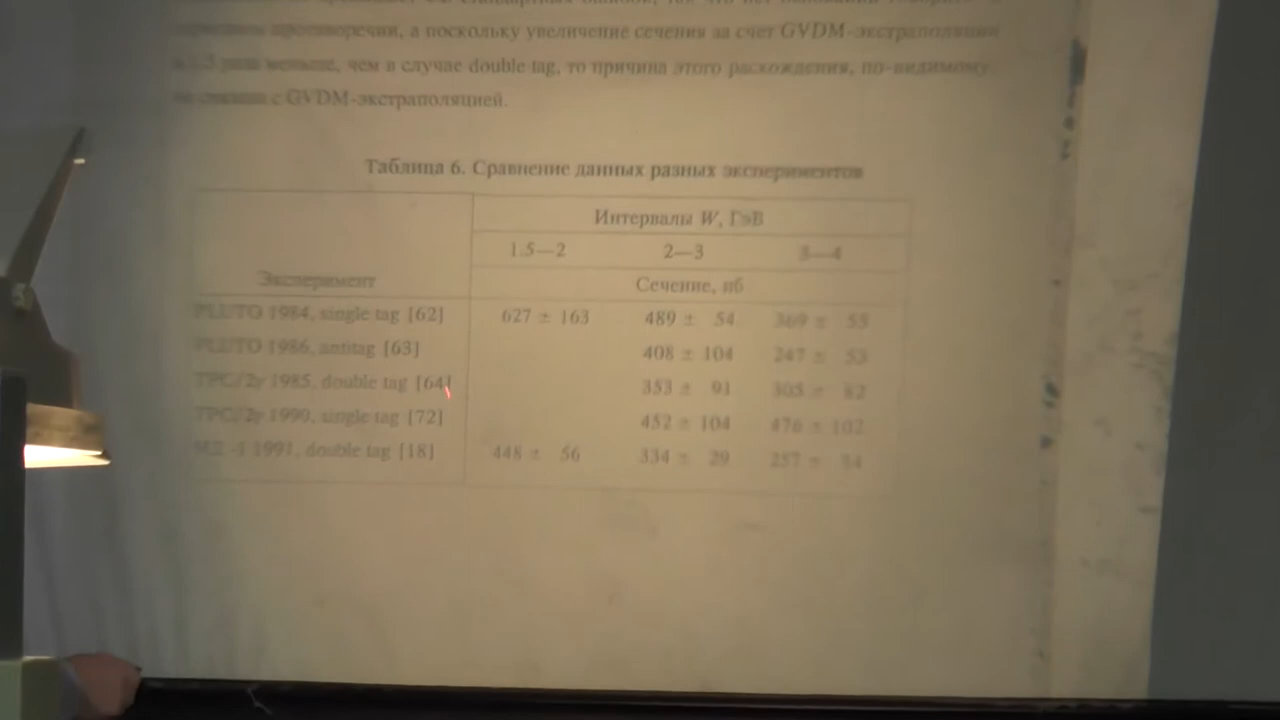 а поскольку увеличение сечения за счет GVDM-экстраполяции
в 1.5 раза меньше, чем в случае double tag, то причина этого расхождения, по-видимому,
не связана с GVDM-экстраполяцией.
Таблица 6. Сравнение данных разных экспериментов
Интервалы W, ГэВ
1.5—2 2—3 3—4
Эксперимент
Сечение, нб
PLUTO 1984, single tag [62] 627 ± 163 489 ± 54 369 ± 55
PLUTO 1986, antitag [63] 408 ± 104 247 ± 53
TPC/2γ 1985, double tag [64] 353 ± 91 305 ±
TPC/2γ 1990, single tag [72] 452 ± 104 476 ± 102
1991, double tag [18] 448 ± 56 334 ± 29 257 ±